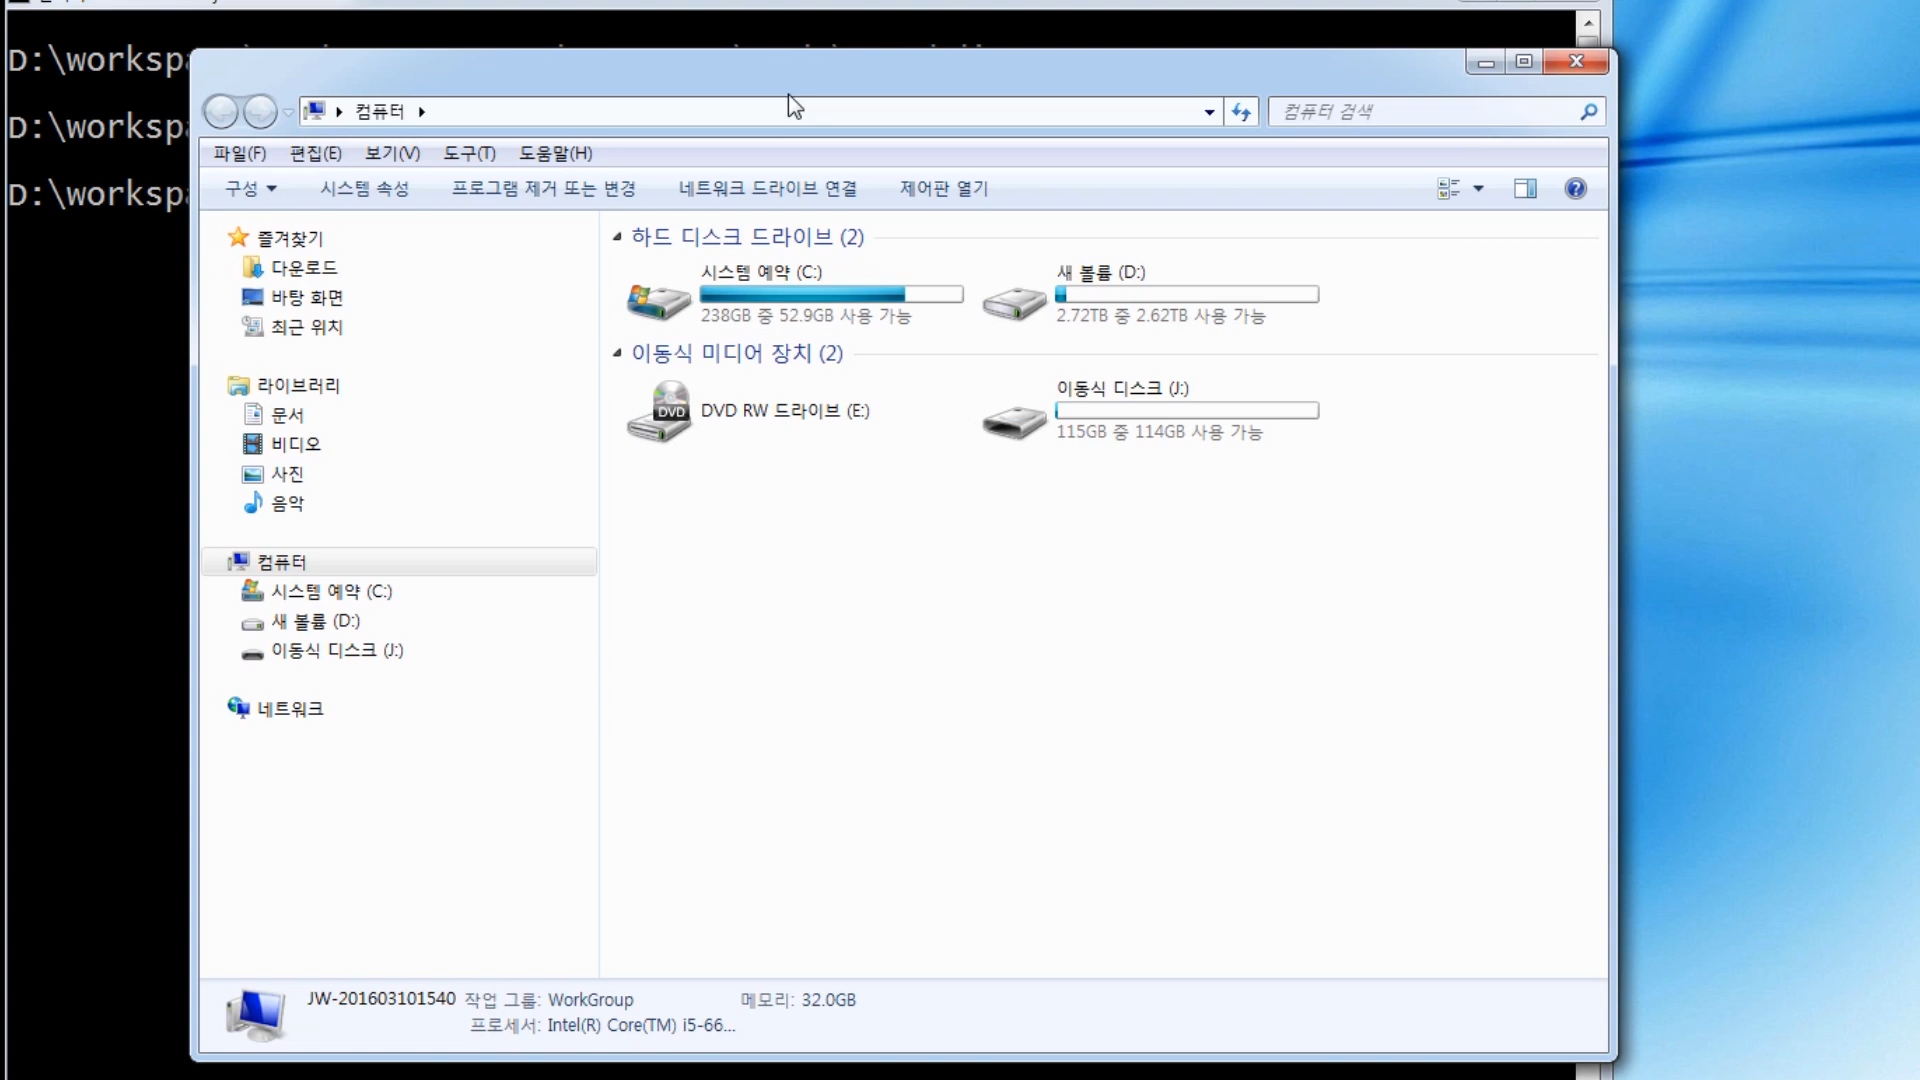 D:\workspa
D:\workspa
D:\workspa
컴퓨터
컴퓨터 검색
파일(F) 편집(E) 보기(V) 도구(T) 도움말(H)
구성 시스템 속성 프로그램 제거 또는 변경 네트워크 드라이브 연결 제어판 열기
즐겨찾기
다운로드
바탕 화면
최근 위치
라이브러리
문서
비디오
사진
음악
컴퓨터
시스템 예약 (C:)
새 볼륨 (D:)
이동식 디스크 (J:)
네트워크
하드 디스크 드라이브 (2)
시스템 예약 (C:)
238GB 중 52.9GB 사용 가능
새 볼륨 (D:)
2.72TB 중 2.62TB 사용 가능
이동식 미디어 장치 (2)
DVD
DVD RW 드라이브 (E:)
이동식 디스크 (J:)
115GB 중 114GB 사용 가능
JW-201603101540 작업 그룹: WorkGroup 메모리: 32.0GB
프로세서: Intel(R) Core(TM) i5-66...